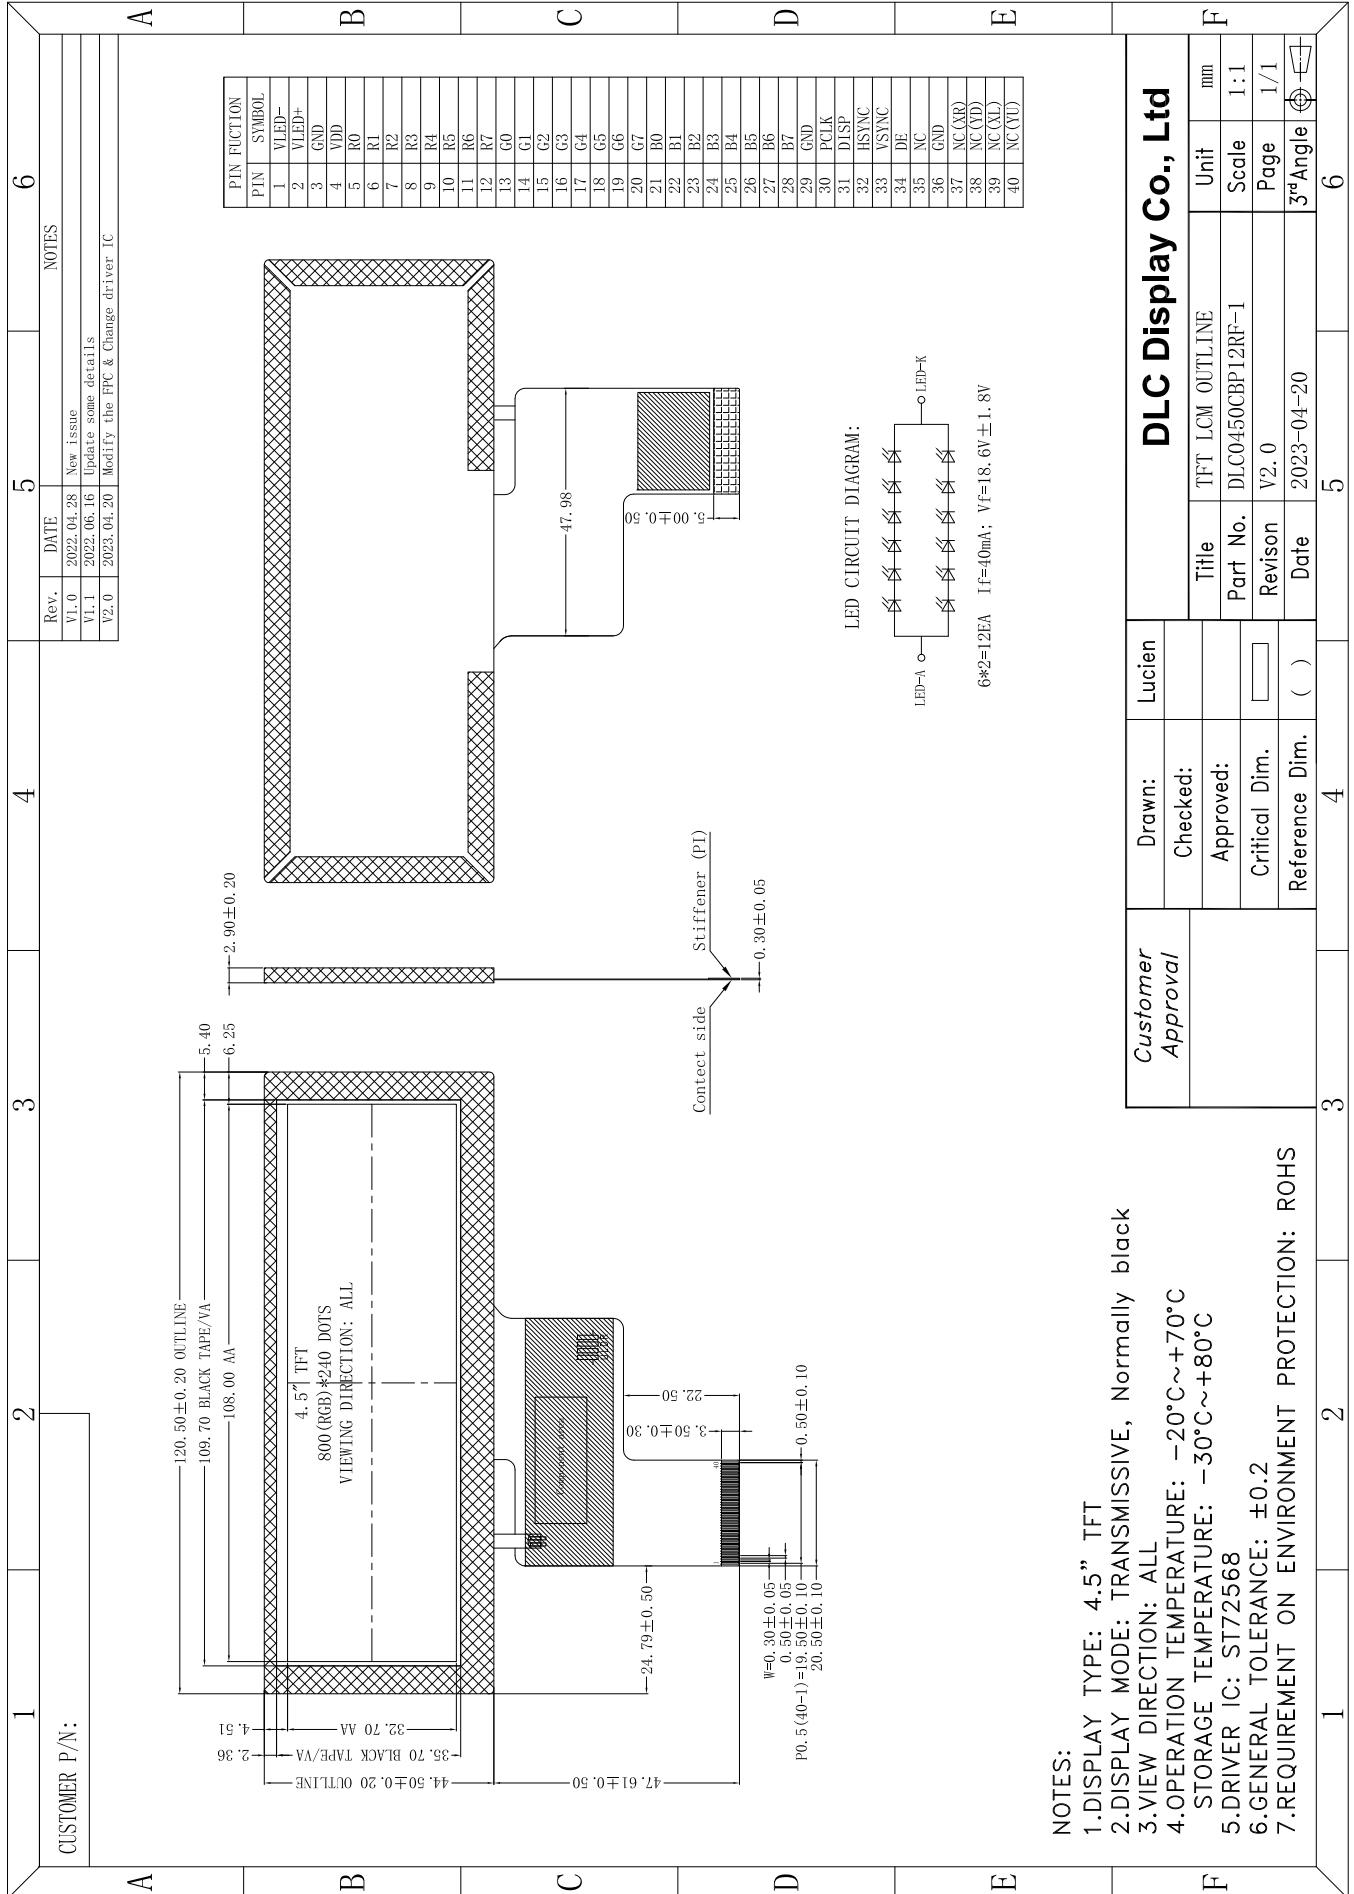 1
2
3
4
5
6
A
B
C
D
E
F
CUSTOMER P/N:
Rev. DATE NOTES
V1.0 2022.04.28 New issue
V1.1 2022.06.16 Update some details
V2.0 2023.04.20 Modify the FPC & Change driver IC
120.50±0.20 OUTLINE
109.70 BLACK TAPE/VA
5.40
108.00 AA
6.25
2.90±0.20
4.5" TFT
800(RGB)*240 DOTS
VIEWING DIRECTION: ALL
4.51
32.70 AA
2.36
35.70 BLACK TAPE/VA
44.50±0.20 OUTLINE
47.61±0.50
24.79±0.50
22.50
3.50±0.30
1
40
W=0.30±0.05
0.50±0.05
P0.5(40-1)=19.50±0.10
0.50±0.10
20.50±0.10
Contect side
Stiffener (PI)
0.30±0.05
47.98
5.00±0.50
LED CIRCUIT DIAGRAM:
LED-A
LED-K
6*2=12EA If=40mA; Vf=18.6V±1.8V
PIN FUCTION
PIN SYMBOL
1 VLED-
2 VLED+
3 GND
4 VDD
5 R0
6 R1
7 R2
8 R3
9 R4
10 R5
11 R6
12 R7
13 G0
14 G1
15 G2
16 G3
17 G4
18 G5
19 G6
20 G7
21 B0
22 B1
23 B2
24 B3
25 B4
26 B5
27 B6
28 B7
29 GND
30 PCLK
31 DISP
32 HSYNC
33 VSYNC
34 DE
35 NC
36 GND
37 NC(XR)
38 NC(YD)
39 NC(XL)
40 NC(YU)
NOTES:
1.DISPLAY TYPE: 4.5" TFT
2.DISPLAY MODE: TRANSMISSIVE, Normally black
3.VIEW DIRECTION: ALL
4.OPERATION TEMPERATURE: -20°C~+70°C
STORAGE TEMPERATURE: -30°C~+80°C
5.DRIVER IC: ST72568
6.GENERAL TOLERANCE: ±0.2
7.REQUIREMENT ON ENVIRONMENT PROTECTION: ROHS
Customer
Approval
Drawn: Lucien
Checked:
Approved:
Critical Dim.
Reference Dim. ( )
DLC Display Co., Ltd
Title TFT LCM OUTLINE Unit mm
Part No. DLC0450CBP12RF-1 Scale 1:1
Revison V2.0 Page 1/1
Date 2023-04-20 3rd Angle
1
2
3
4
5
6
A
B
C
D
E
F